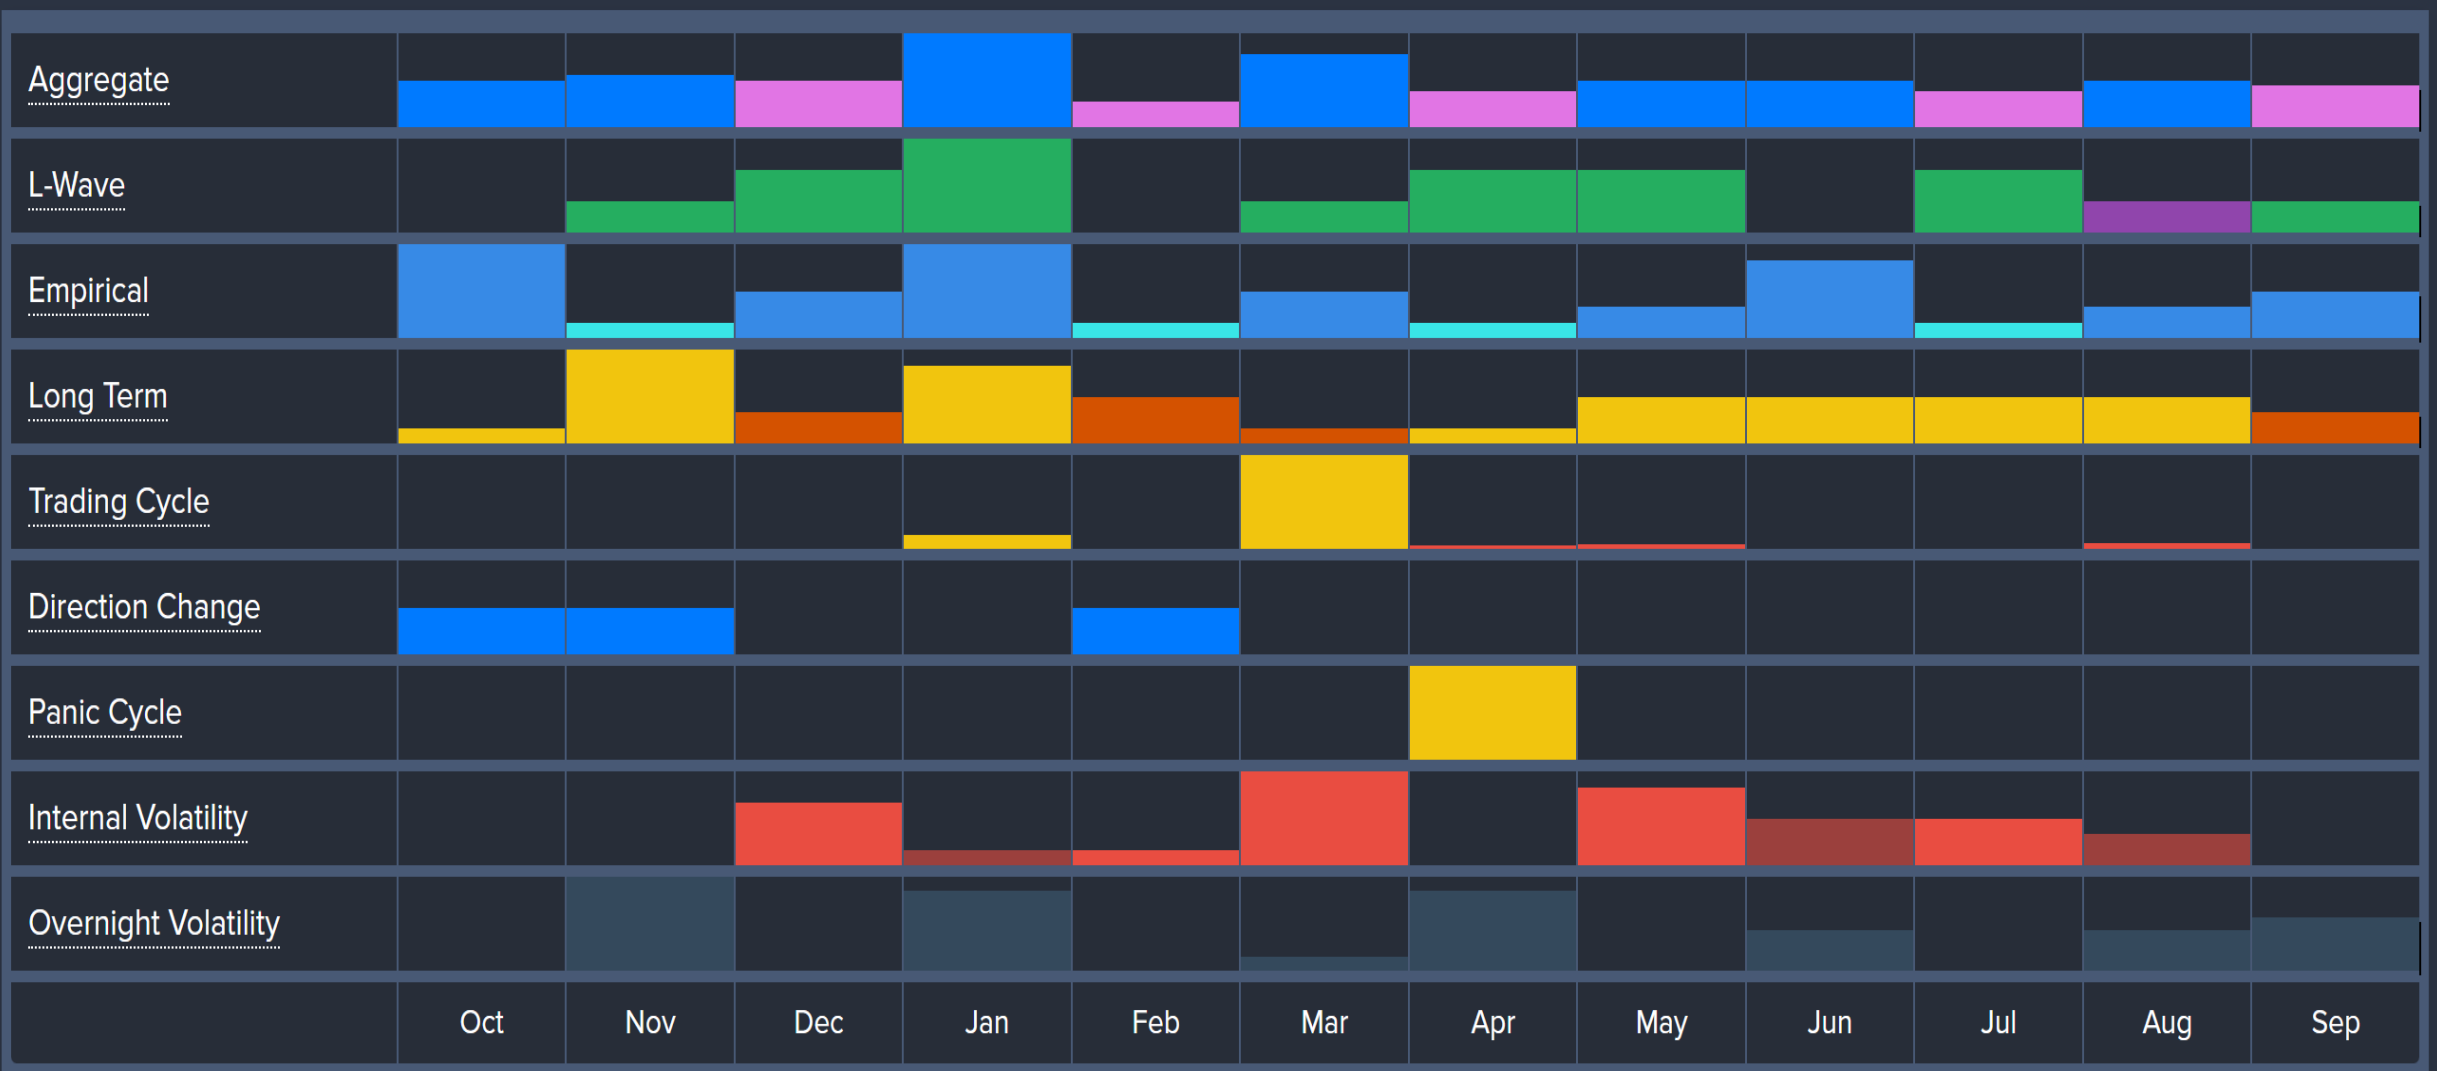 Aggregate
L-Wave
Empirical
Long Term
Trading Cycle
Direction Change
Panic Cycle
Internal Volatility
Overnight Volatility
Oct Nov Dec Jan Feb Mar Apr May Jun Jul Aug Sep